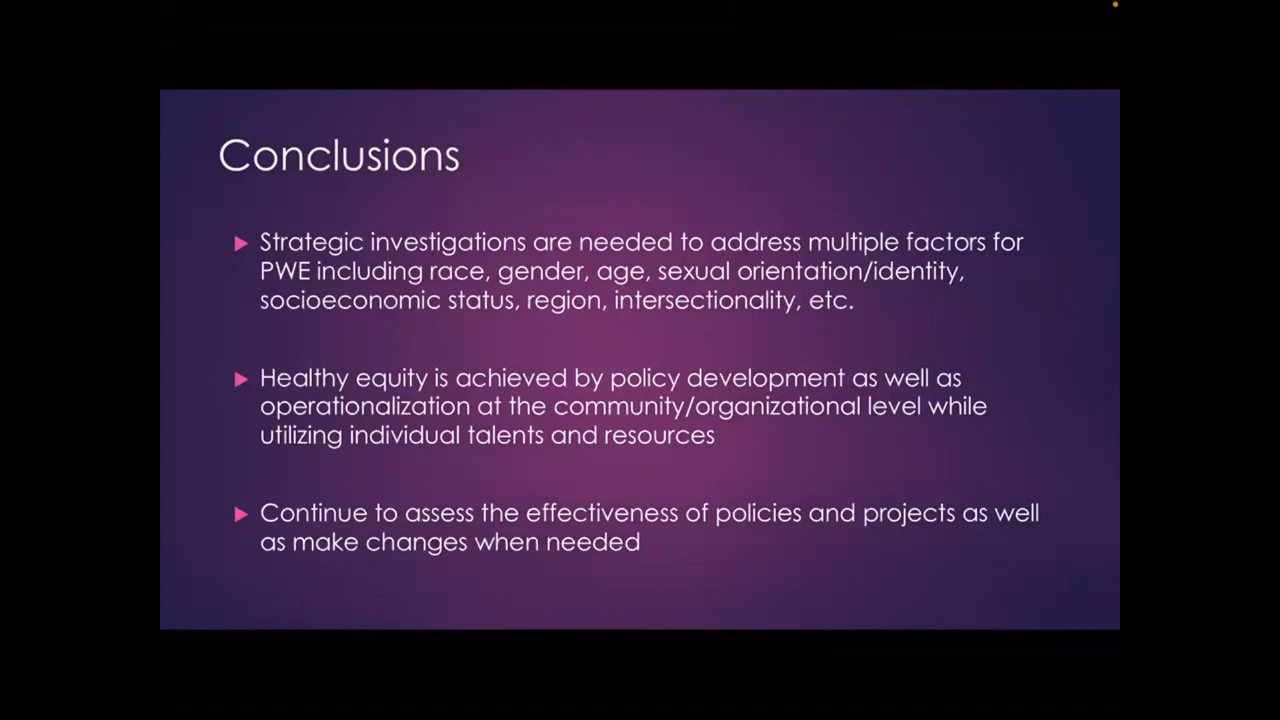 Conclusions
Strategic investigations are needed to address multiple factors for
PWE including race, gender, age, sexual orientation/identity,
socioeconomic status, region, intersectionality, etc.
Healthy equity is achieved by policy development as well as
operationalization at the community/organizational level while
utilizing individual talents and resources
Continue to assess the effectiveness of policies and projects as well
as make changes when needed